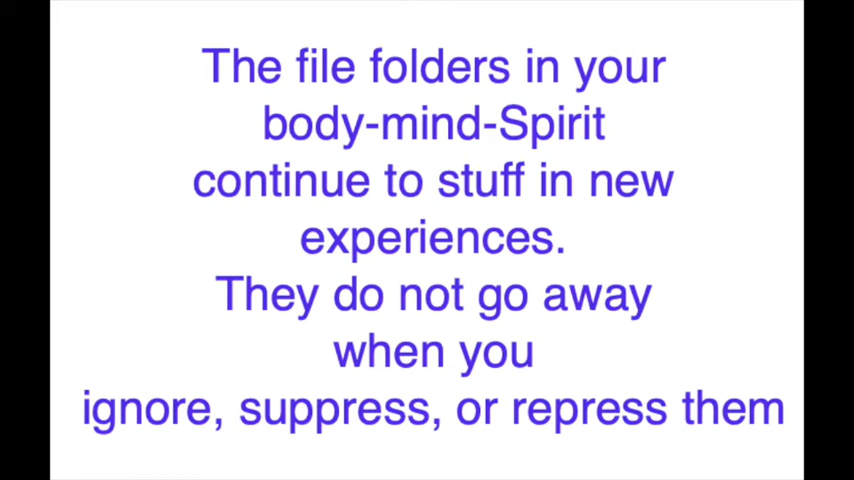 The file folders in your
body-mind-Spirit
continue to stuff in new
experiences.
They do not go away
when you
ignore, suppress, or repress them